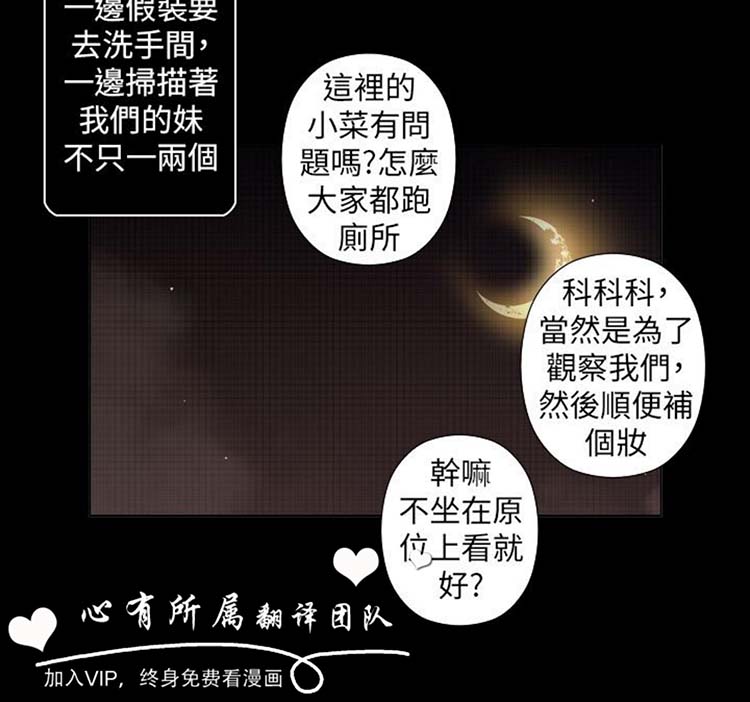 一邊假裝要
去洗手間，
一邊掃描著
我們的妹
不只一兩個
這裡的
小菜有問
題嗎？怎麼
大家都跑
廁所
科科科，
當然是為了
觀察我們，
然後順便補
個妝
幹嘛
不坐在原
位上看就
好？
心有所属翻译团队
加入VIP，终身免费看漫画